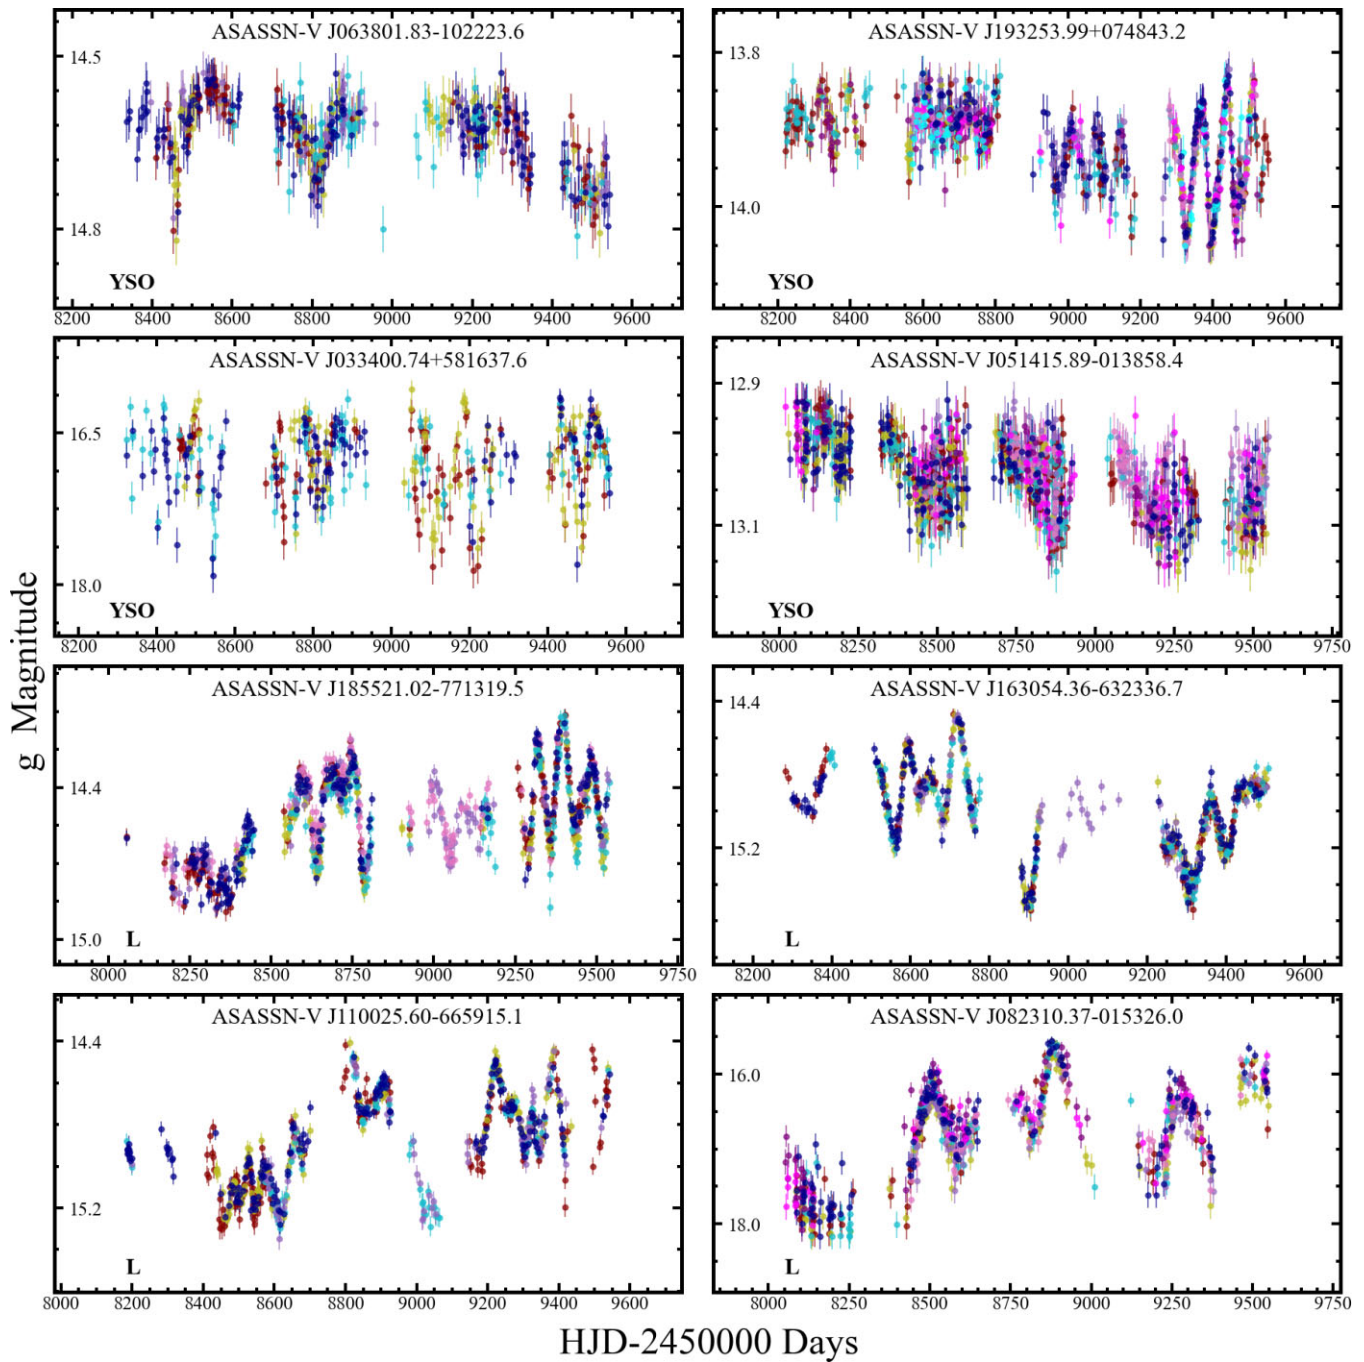 ASASSN-V J063801.83-102223.6
14.5
14.8
YSO
8200 8400 8600 8800 9000 9200 9400 9600
ASASSN-V J193253.99+074843.2
13.8
14.0
8200 8400 8600 8800 9000 9200 9400 9600
ASASSN-V J033400.74+581637.6
16.5
18.0
YSO
8200 8400 8600 8800 9000 9200 9400 9600
ASASSN-V J051415.89-013858.4
12.9
13.1
YSO
8000 8250 8500 8750 9000 9250 9500 9750
g Magnitude
ASASSN-V J185521.02-771319.5
14.4
15.0
L
8000 8250 8500 8750 9000 9250 9500 9750
ASASSN-V J163054.36-632336.7
14.4
15.2
L
8200 8400 8600 8800 9000 9200 9400 9600
ASASSN-V J110025.60-665915.1
14.4
15.2
L
8000 8200 8400 8600 8800 9000 9200 9400 9600
ASASSN-V J082310.37-015326.0
16.0
18.0
L
8000 8250 8500 8750 9000 9250 9500 9750
HJD-2450000 Days